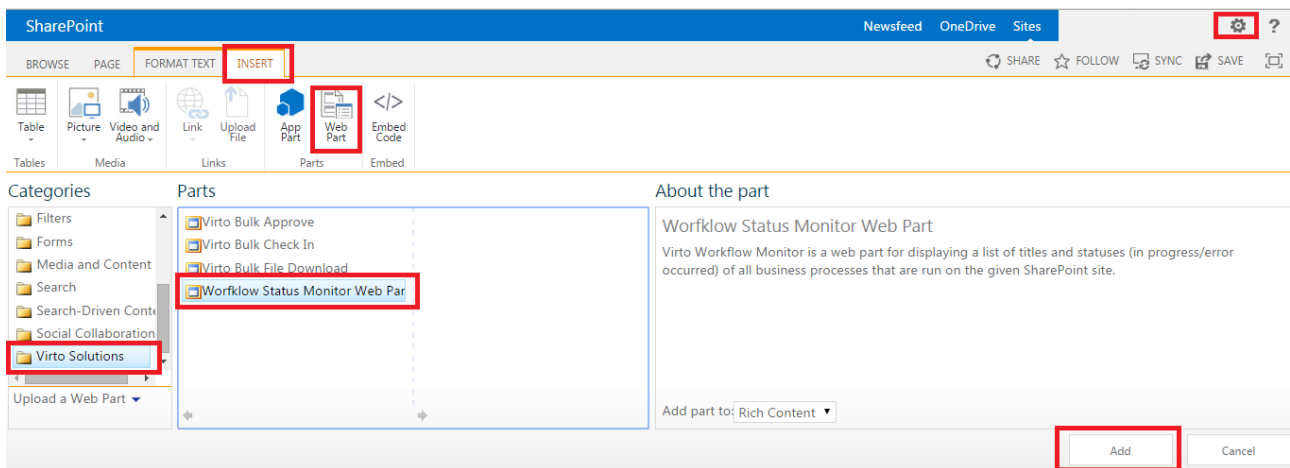 SharePoint
Newsfeed OneDrive Sites ?
BROWSE PAGE FORMAT TEXT INSERT
SHARE FOLLOW SYNC SAVE
Table
Picture
Video and Audio
Link
Upload File
App Part
Web Part
</>
Embed Code
Tables Media Links Parts Embed
Categories
Filters
Forms
Media and Content
Search
Search-Driven Conte
Social Collaboration
Virto Solutions
Upload a Web Part
Parts
Virto Bulk Approve
Virto Bulk Check In
Virto Bulk File Download
Worfklow Status Monitor Web Par
About the part
Worfklow Status Monitor Web Part
Virto Workflow Monitor is a web part for displaying a list of titles and statuses (in progress/error
occurred) of all business processes that are run on the given SharePoint site.
Add part to: Rich Content
Add Cancel